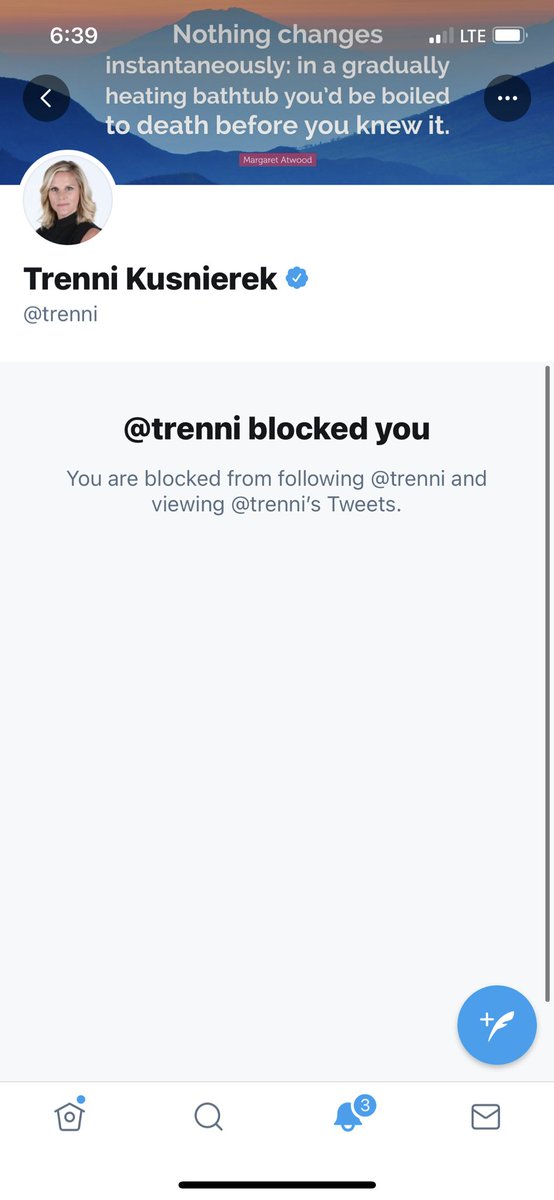 6:39
LTE
Nothing changes
instantaneously: in a gradually
heating bathtub you'd be boiled
to death before you knew it.
Margaret Atwood
Trenni Kusnierek
@trenni
@trenni blocked you
You are blocked from following @trenni and
viewing @trenni's Tweets.
3